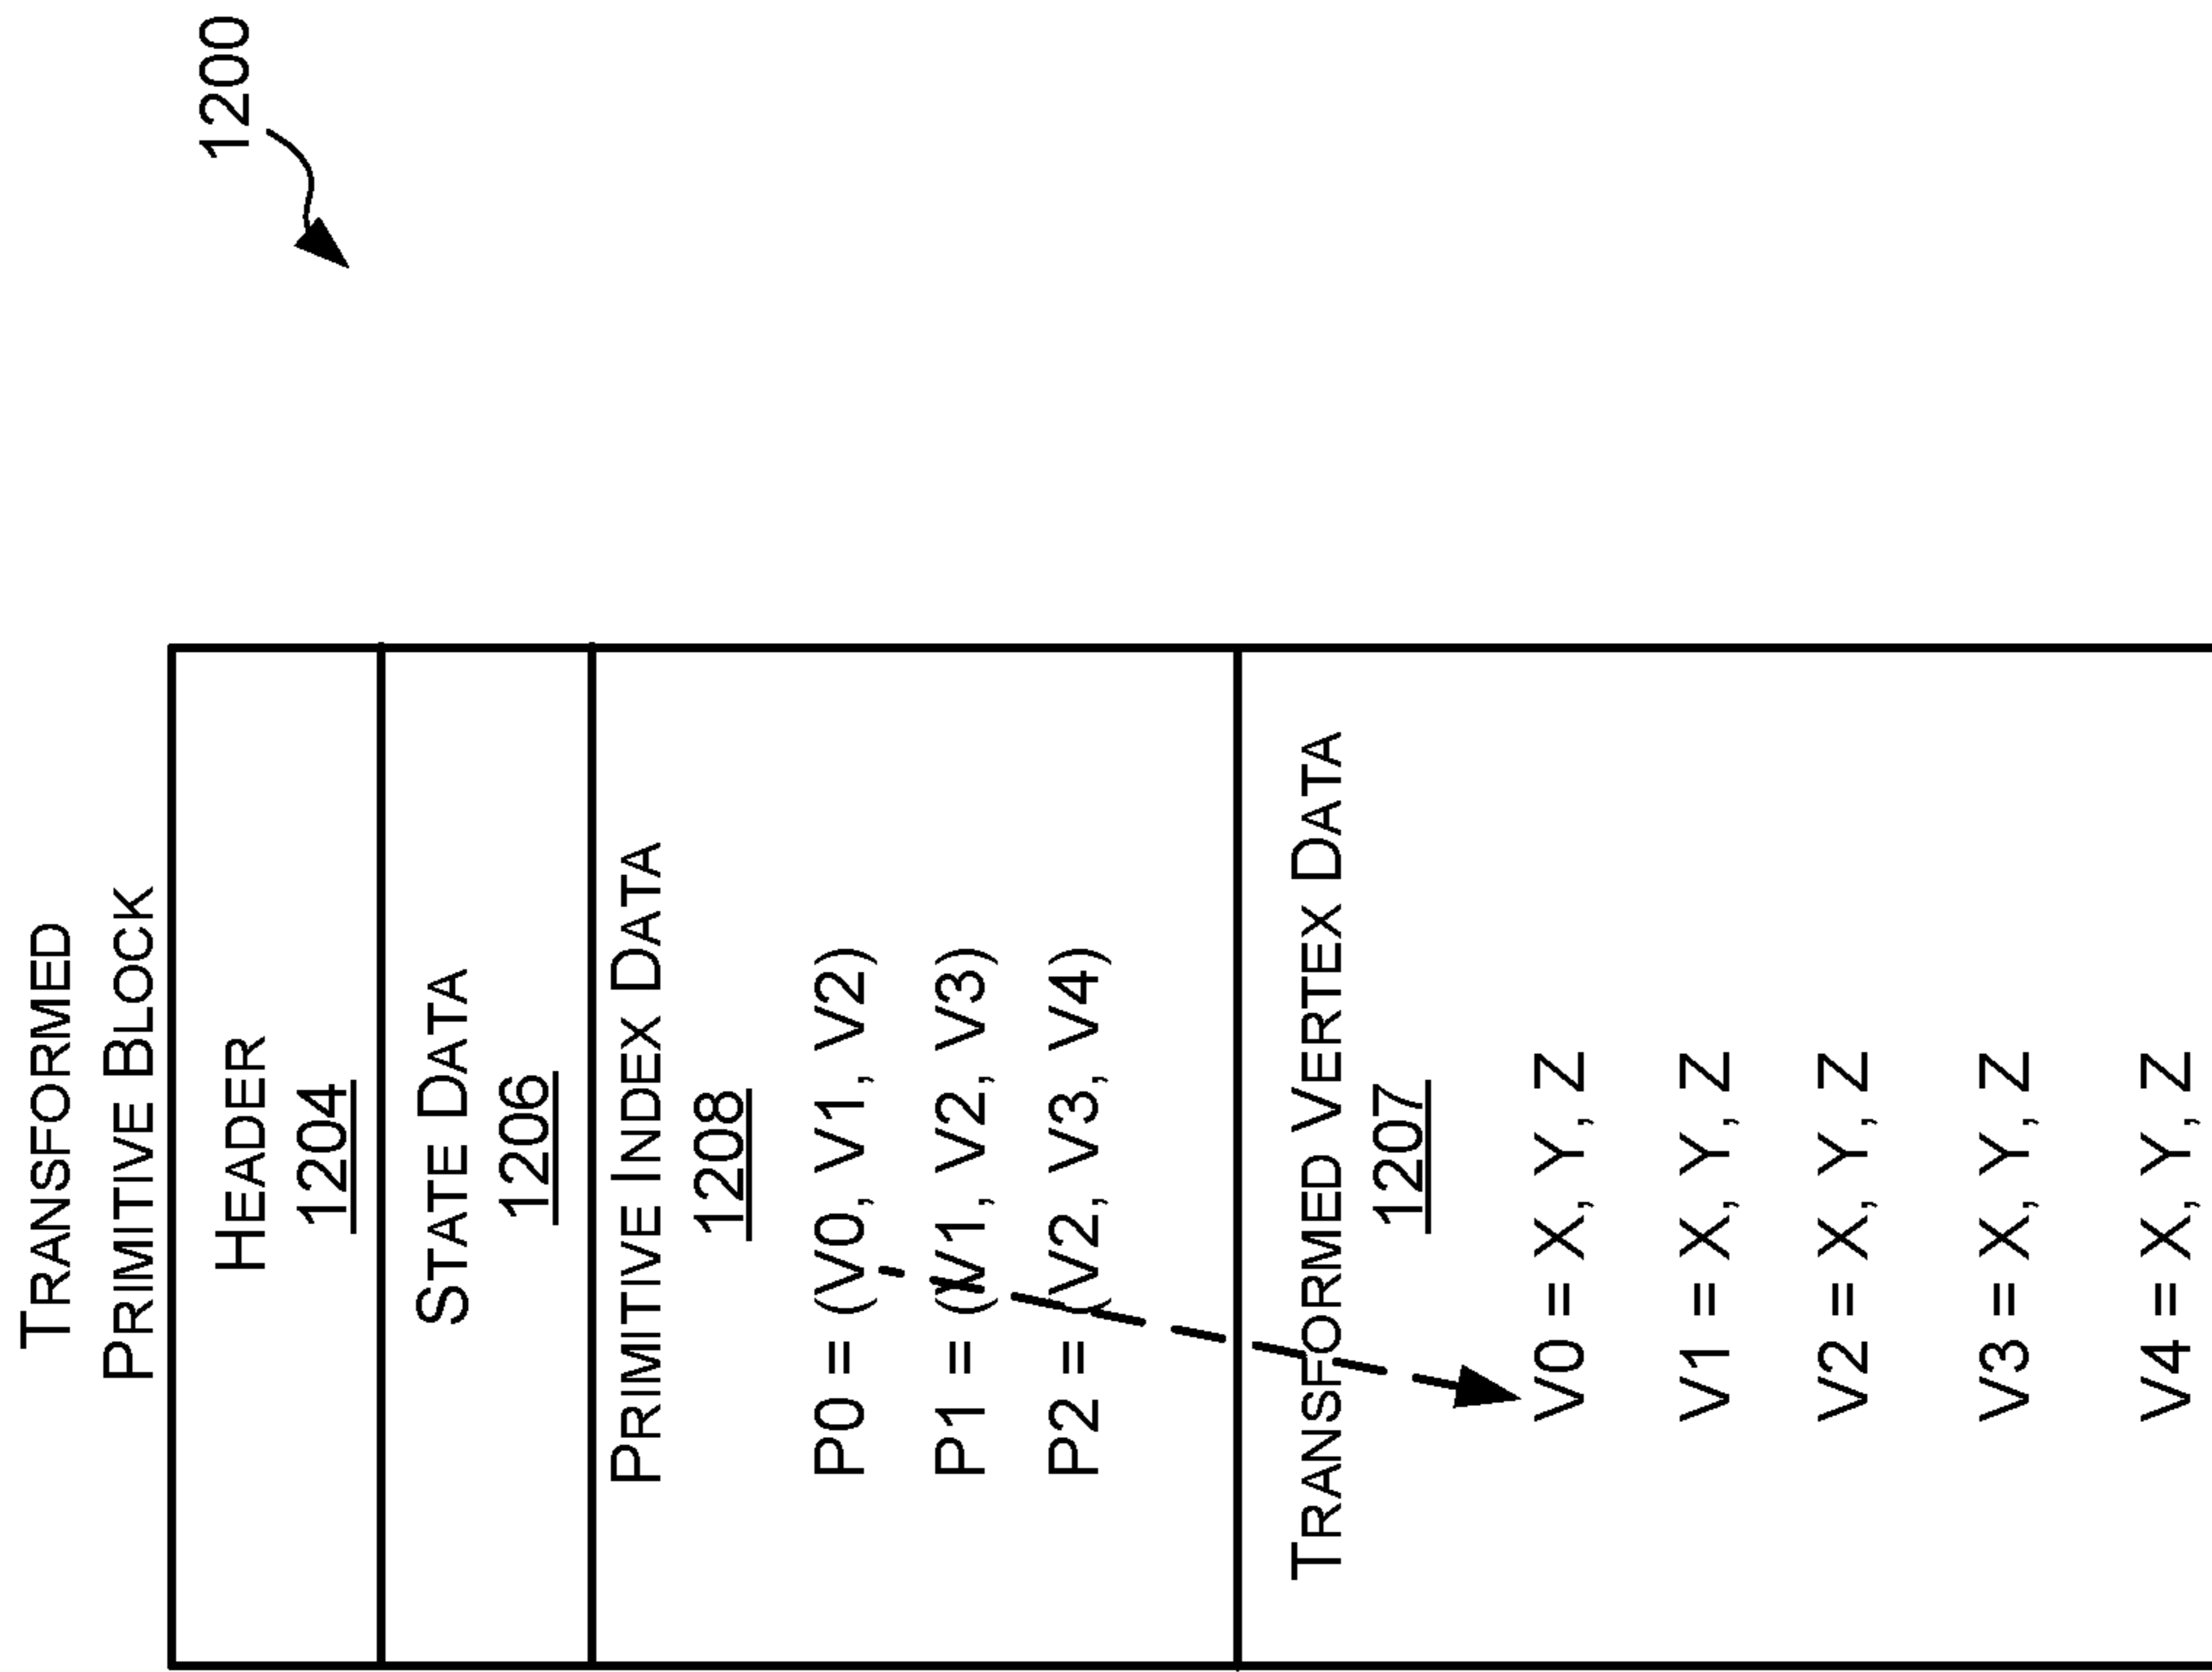 1200
TRANSFORMED
PRIMITIVE BLOCK
HEADER
1204
STATE DATA
1206
PRIMITIVE INDEX DATA
1208
P0 = (V0, V1, V2)
P1 = (V1, V2, V3)
P2 = (V2, V3, V4)
TRANSFORMED VERTEX DATA
1207
V0 = X, Y, Z
V1 = X, Y, Z
V2 = X, Y, Z
V3 = X, Y, Z
V4 = X, Y, Z